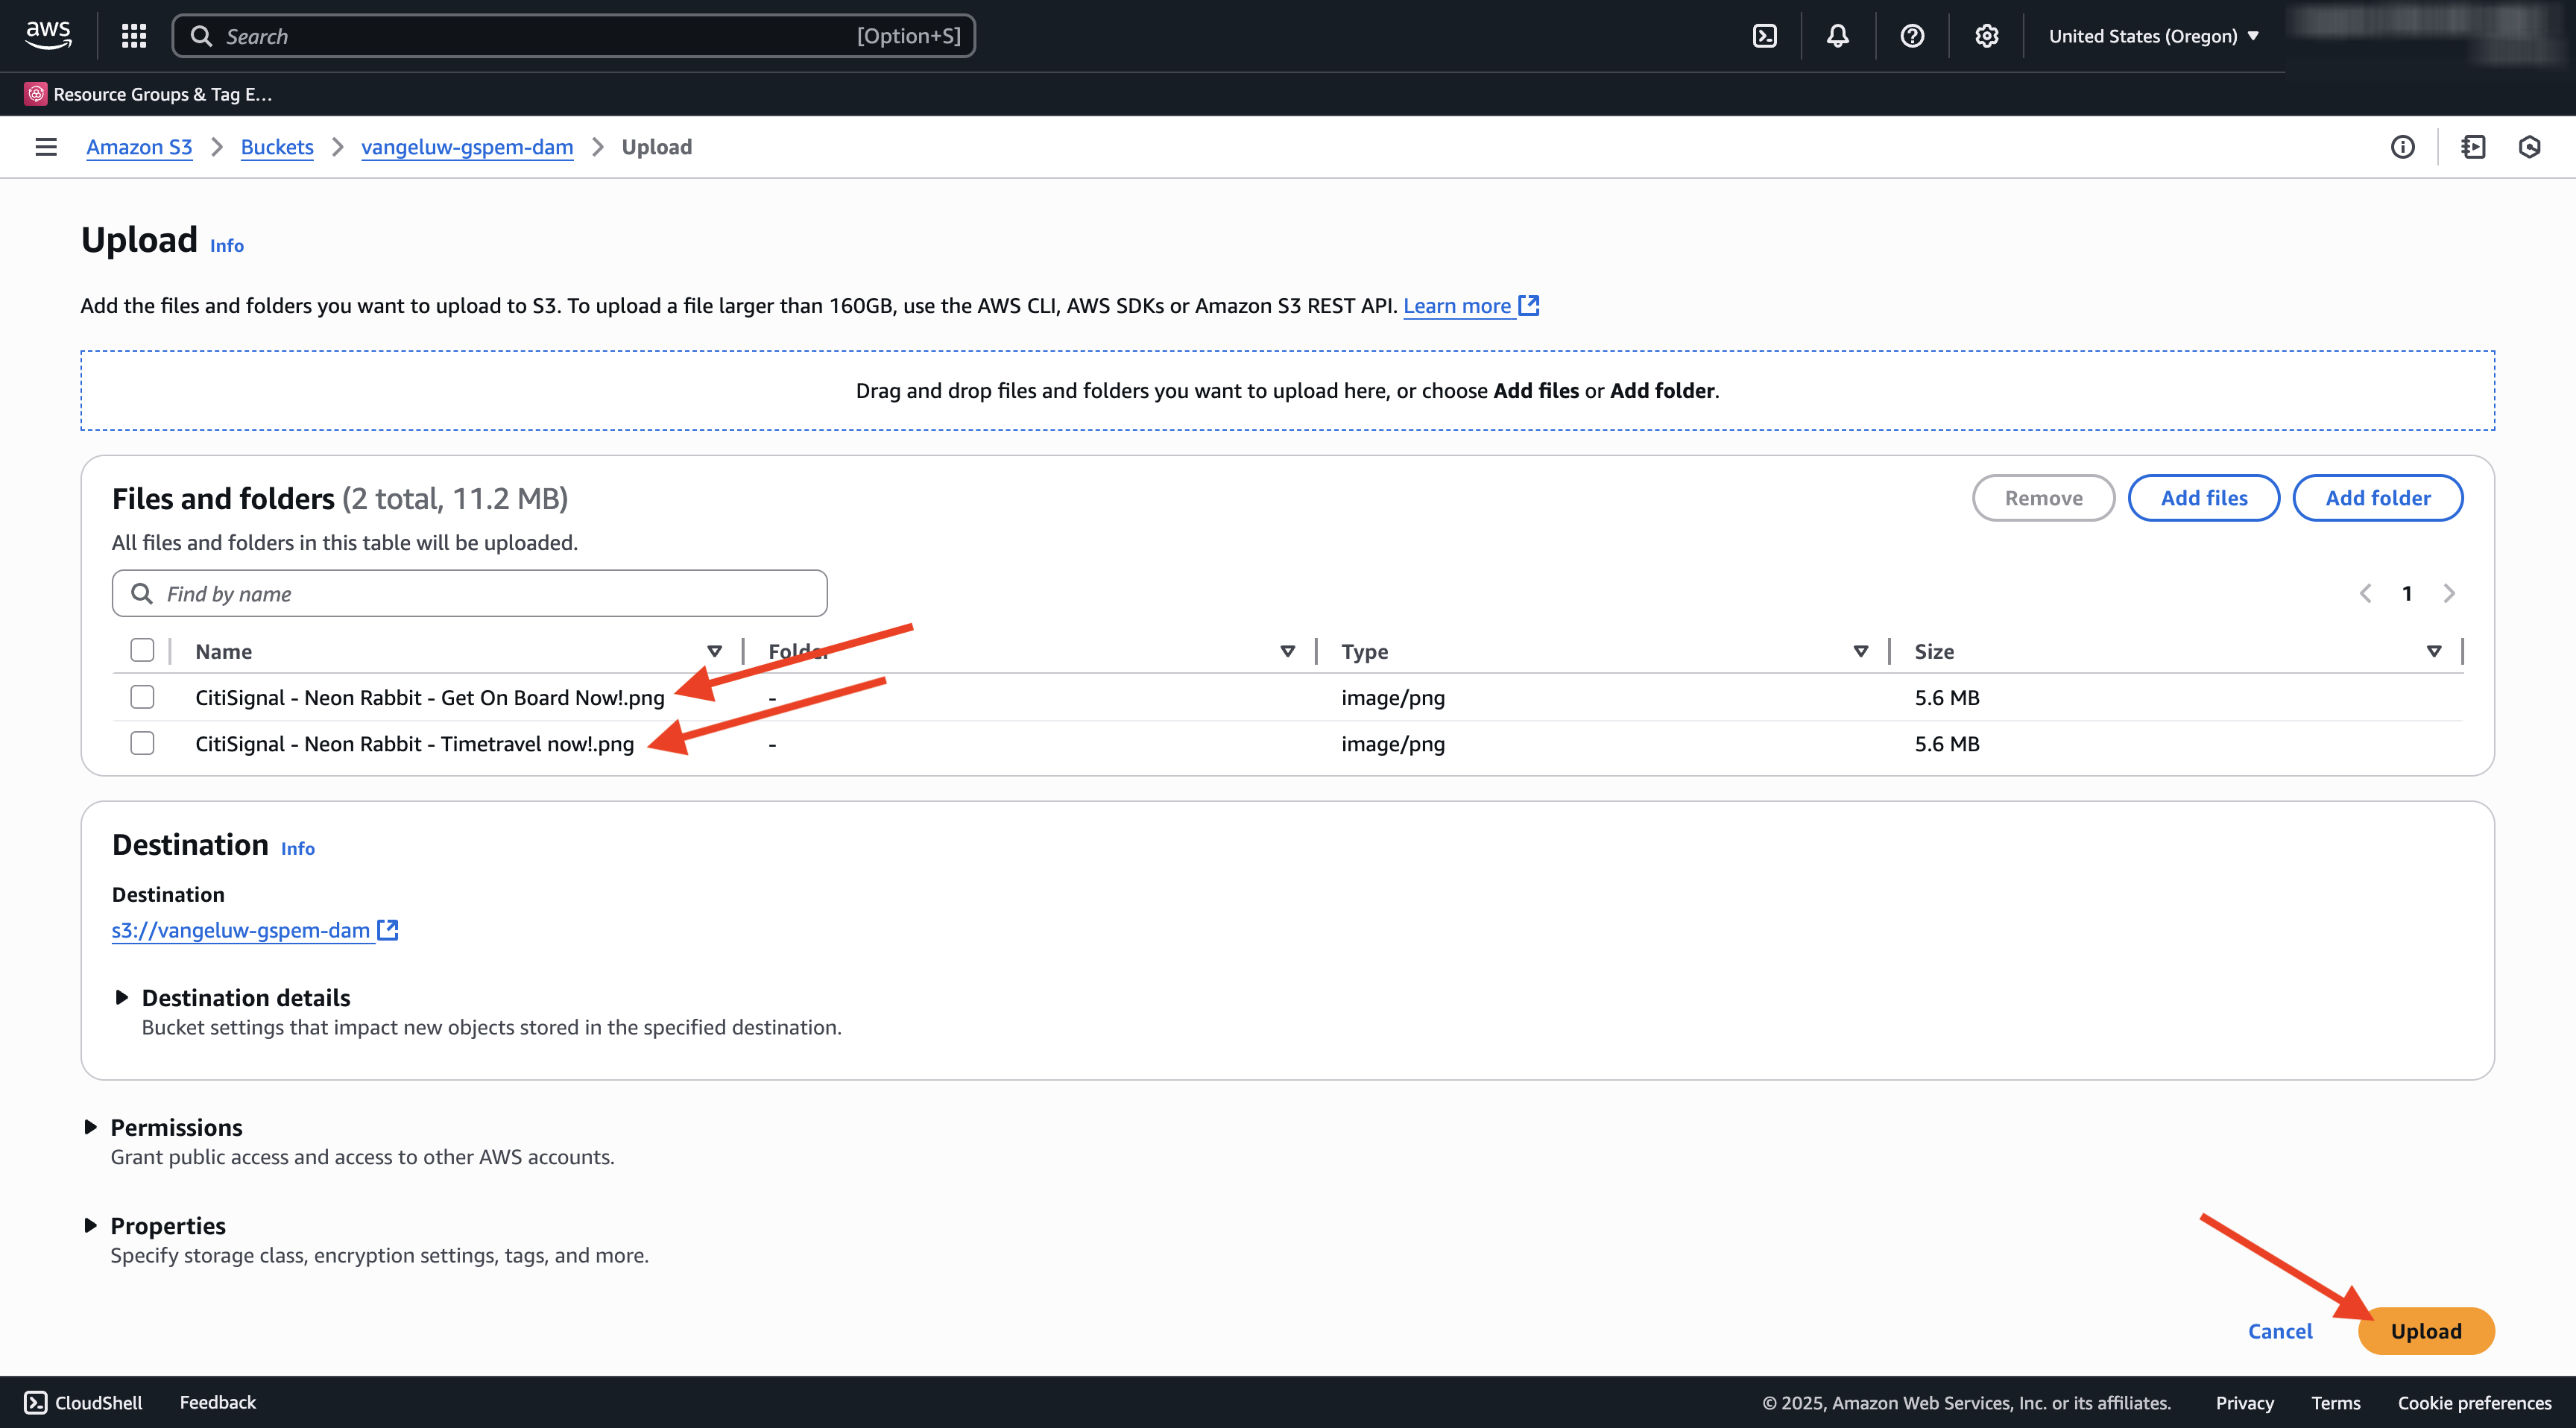 aws Search [Option+S] United States (Oregon)
Resource Groups & Tag E...
Amazon S3 Buckets vangeluw-gspem-dam Upload
Upload Info
Add the files and folders you want to upload to S3. To upload a file larger than 160GB, use the AWS CLI, AWS SDKs or Amazon S3 REST API. Learn more
Drag and drop files and folders you want to upload here, or choose Add files or Add folder.
Files and folders (2 total, 11.2 MB) Remove Add files Add folder
All files and folders in this table will be uploaded.
Find by name 1
Name Folder Type Size
CitiSignal - Neon Rabbit - Get On Board Now!.png - image/png 5.6 MB
CitiSignal - Neon Rabbit - Timetravel now!.png - image/png 5.6 MB
Destination Info
Destination
s3://vangeluw-gspem-dam
Destination details
Bucket settings that impact new objects stored in the specified destination.
Permissions
Grant public access and access to other AWS accounts.
Properties
Specify storage class, encryption settings, tags, and more.
Cancel Upload
CloudShell Feedback © 2025, Amazon Web Services, Inc. or its affiliates. Privacy Terms Cookie preferences